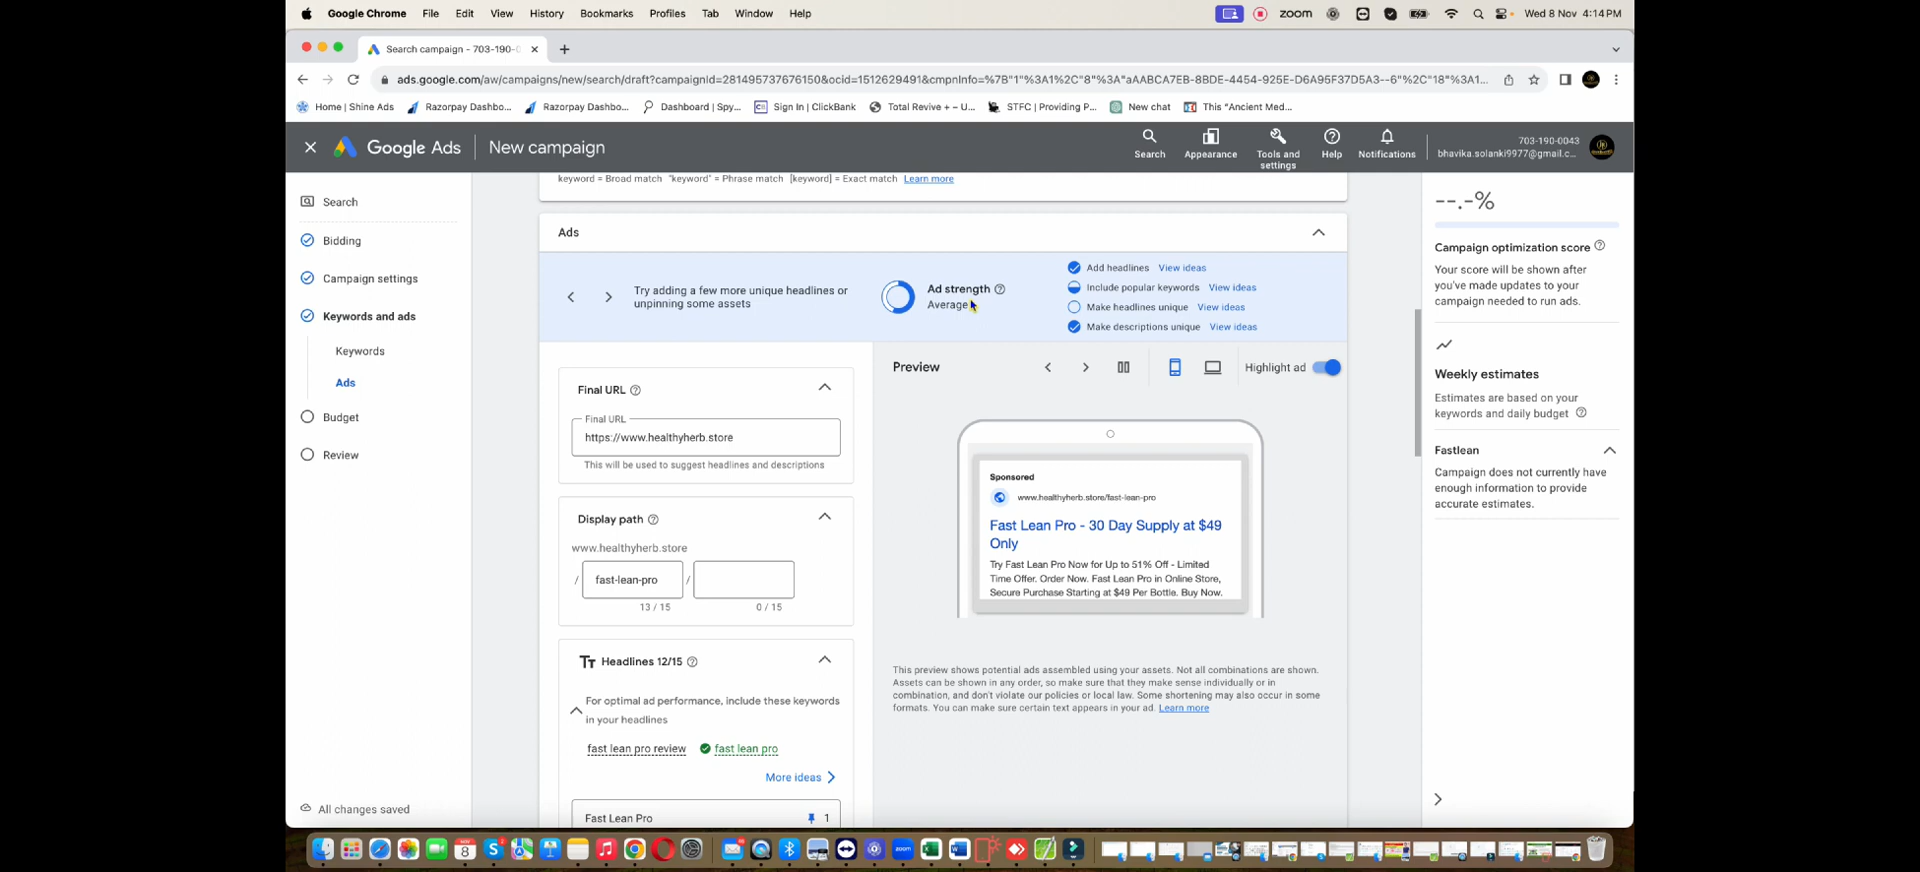 Google Chrome File Edit View History Bookmarks Profiles Tab Window Help
zoom Wed 8 Nov 4:14 PM
Search campaign - 703-190-0
ads.google.com/aw/campaigns/new/search/draft?campaignId=281495737676150&ocid=1512629491&cmpnInfo=%7B"1"%3A1%2C"8"%3A"aAABCA7EB-8BDE-4454-925E-D6A95F37D5A3--6"%2C"18"%3A1...
Home | Shine Ads Razorpay Dashbo... Razorpay Dashbo... Dashboard | Spy... Sign In | ClickBank Total Revive + – U... STFC | Providing P... New chat This "Ancient Med...
Google Ads New campaign
Search Appearance Tools and settings Help Notifications
703-190-0043
bhavika.solanki9977@gmail.c...
Search
Bidding
Campaign settings
Keywords and ads
Keywords
Ads
Budget
Review
All changes saved
keyword = Broad match "keyword" = Phrase match [keyword] = Exact match Learn more
Ads
Try adding a few more unique headlines or
unpinning some assets
Ad strength
Average
Add headlines View ideas
Include popular keywords View ideas
Make headlines unique View ideas
Make descriptions unique View ideas
Final URL
Final URL
https://www.healthyherb.store
This will be used to suggest headlines and descriptions
Display path
www.healthyherb.store
/ fast-lean-pro /
13 / 15 0 / 15
Tт Headlines 12/15
For optimal ad performance, include these keywords
in your headlines
fast lean pro review fast lean pro
More ideas
Fast Lean Pro 1
Preview Highlight ad
Sponsored
www.healthyherb.store/fast-lean-pro
Fast Lean Pro - 30 Day Supply at $49
Only
Try Fast Lean Pro Now for Up to 51% Off - Limited
Time Offer. Order Now. Fast Lean Pro in Online Store,
Secure Purchase Starting at $49 Per Bottle. Buy Now.
This preview shows potential ads assembled using your assets. Not all combinations are shown.
Assets can be shown in any order, so make sure that they make sense individually or in
combination, and don't violate our policies or local law. Some shortening may also occur in some
formats. You can make sure certain text appears in your ad. Learn more
--.-%
Campaign optimization score
Your score will be shown after
you've made updates to your
campaign needed to run ads.
Weekly estimates
Estimates are based on your
keywords and daily budget
Fastlean
Campaign does not currently have
enough information to provide
accurate estimates.